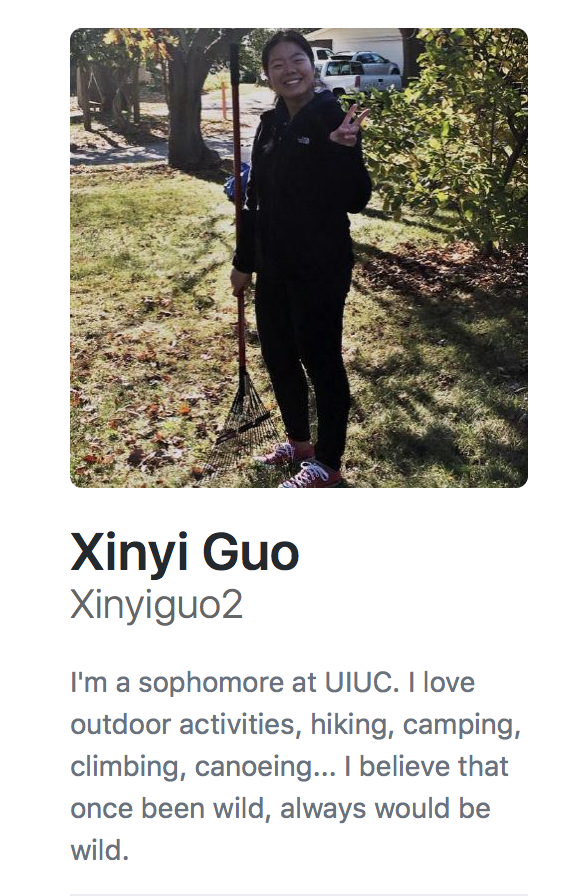 Xinyi Guo
Xinyiguo2
I'm a sophomore at UIUC. I love
outdoor activities, hiking, camping,
climbing, canoeing... I believe that
once been wild, always would be
wild.